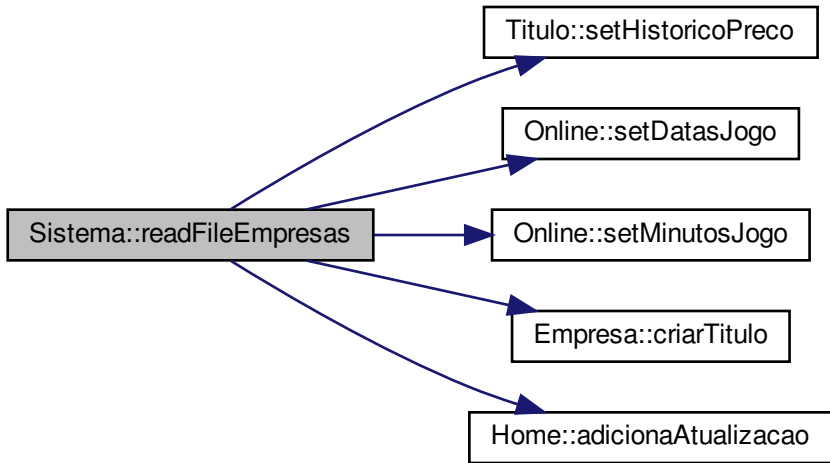 Titulo::setHistoricoPreco
Online::setDatasJogo
Sistema::readFileEmpresas
Online::setMinutosJogo
Empresa::criarTitulo
Home::adicionaAtualizacao